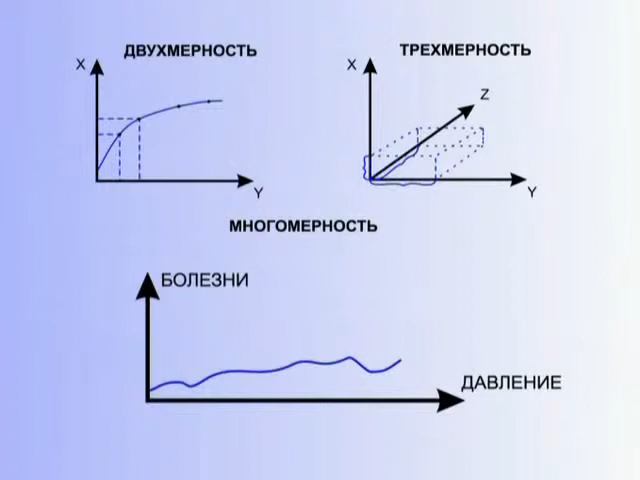 ДВУХМЕРНОСТЬ
ТРЕХМЕРНОСТЬ
X
X
Z
Y
Y
МНОГОМЕРНОСТЬ
БОЛЕЗНИ
ДАВЛЕНИЕ